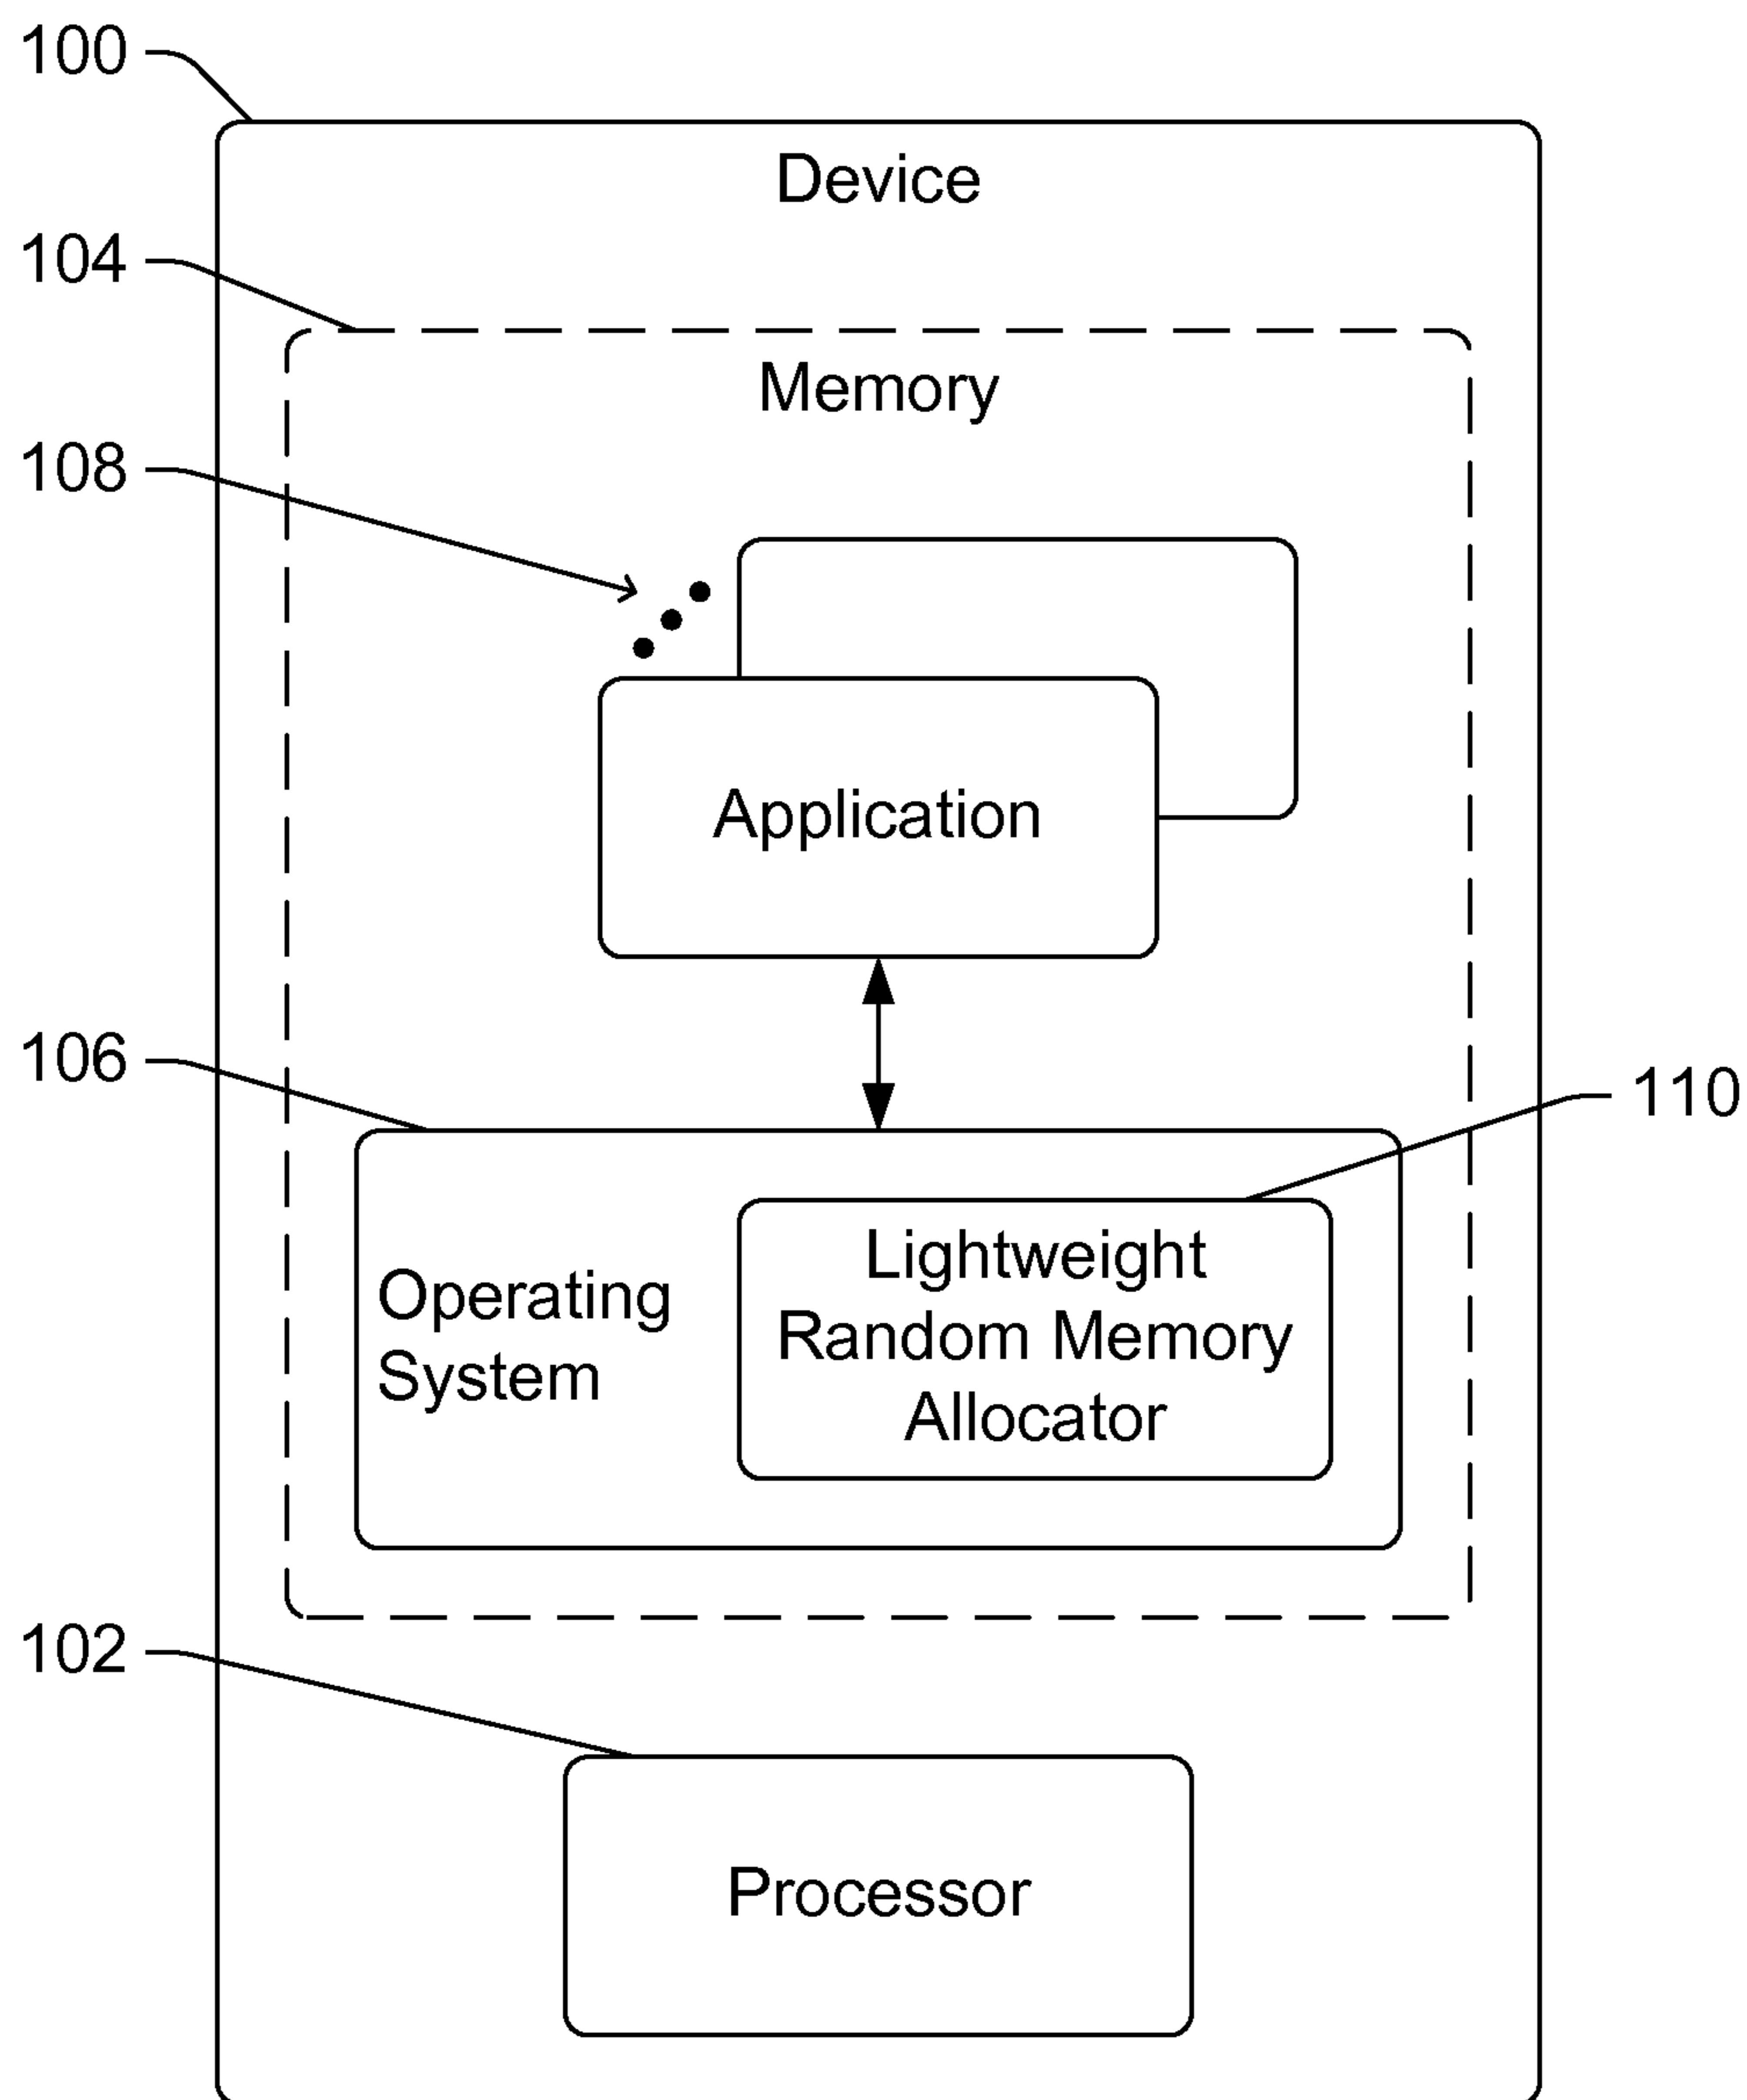 100
Device
104
Memory
108
Application
106
110
Lightweight
Random Memory
Allocator
Operating
System
102
Processor